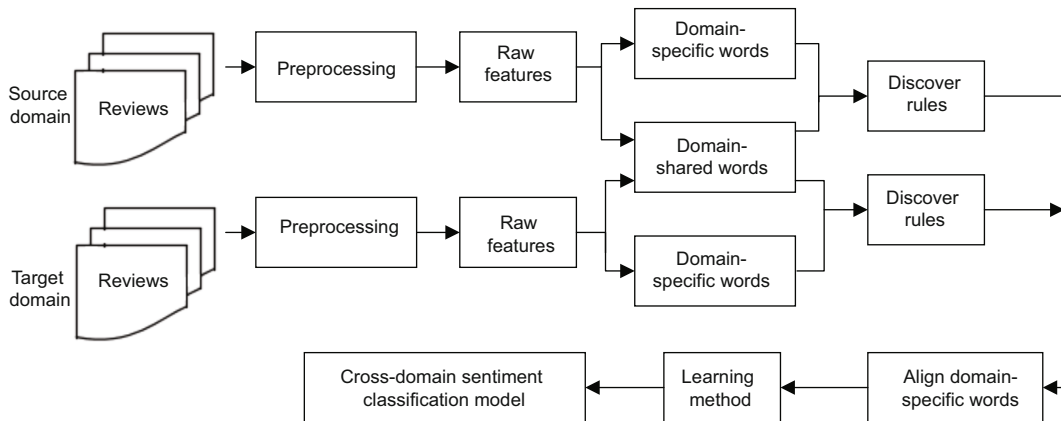 Source
domain
Reviews
Preprocessing
Raw
features
Domain-
specific words
Domain-
shared words
Discover
rules
Target
domain
Reviews
Preprocessing
Raw
features
Domain-
specific words
Discover
rules
Cross-domain sentiment
classification model
Learning
method
Align domain-
specific words